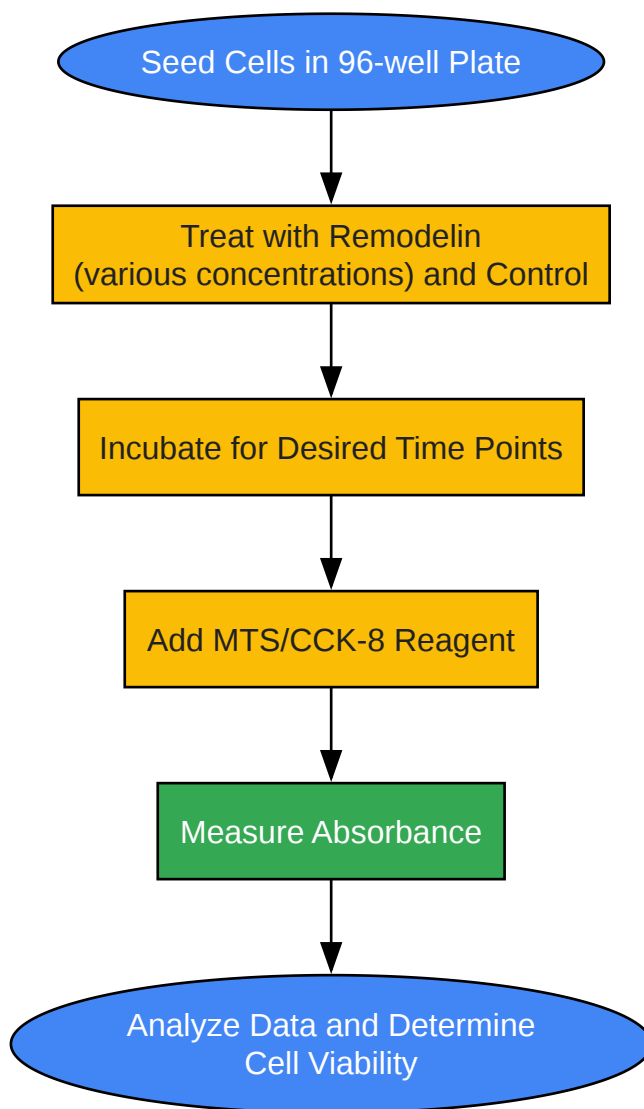 Seed Cells in 96-well Plate
Treat with Remodelin
(various concentrations) and Control
Incubate for Desired Time Points
Add MTS/CCK-8 Reagent
Measure Absorbance
Analyze Data and Determine
Cell Viability